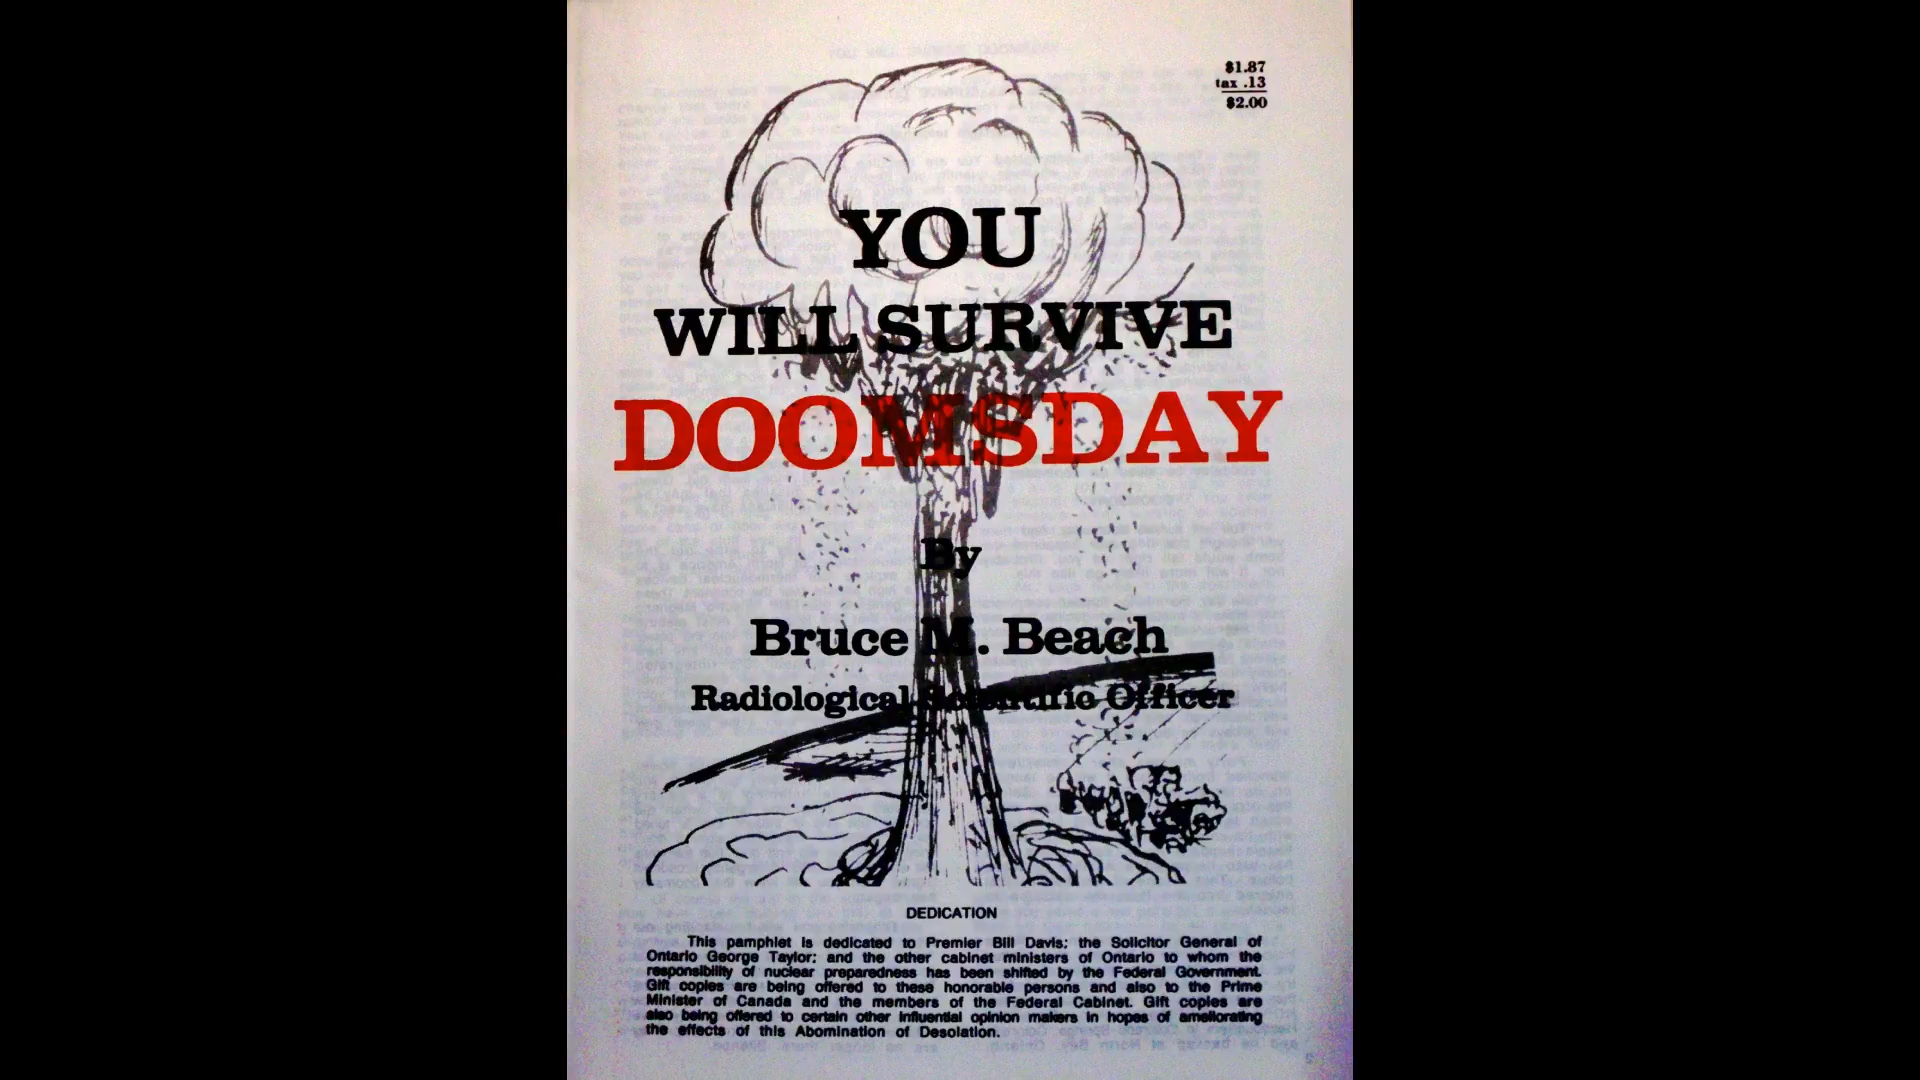 $1.87
tax .13
$2.00
YOU
WILL SURVIVE
DOOMSDAY
By
Bruce M. Beach
Radiological Scientific Officer
DEDICATION
This pamphlet is dedicated to Premier Bill Davis; the Solicitor General of
Ontario George Taylor; and the other cabinet ministers of Ontario to whom the
responsibility of nuclear preparedness has been shifted by the Federal Government.
Gift copies are being offered to these honorable persons and also to the Prime
Minister of Canada and the members of the Federal Cabinet. Gift copies are
also being offered to certain other influential opinion makers in hopes of ameliorating
the effects of this Abomination of Desolation.